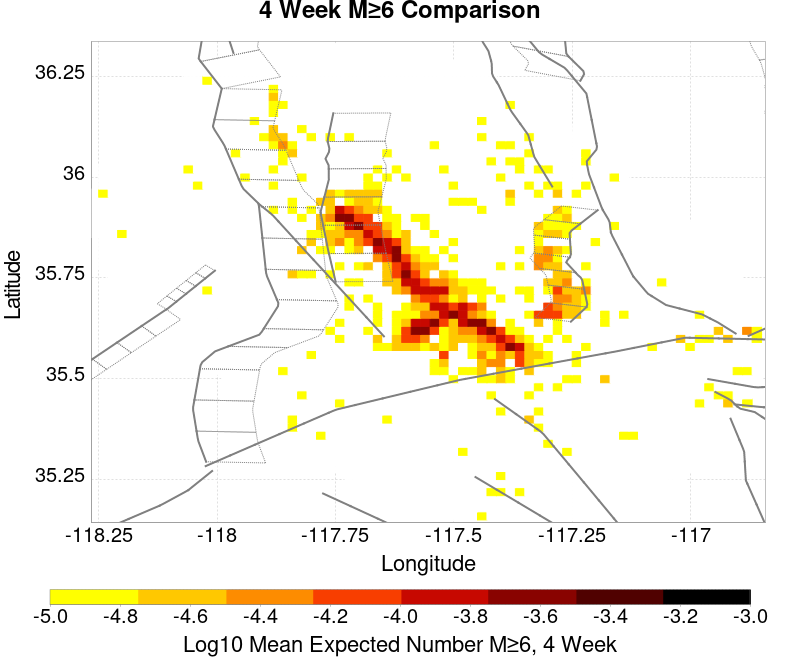 4 Week M≥6 Comparison
36.25
36
35.75
35.5
35.25
Latitude
-118.25 -118 -117.75 -117.5 -117.25 -117
Longitude
-5.0 -4.8 -4.6 -4.4 -4.2 -4.0 -3.8 -3.6 -3.4 -3.2 -3.0
Log10 Mean Expected Number M≥6, 4 Week